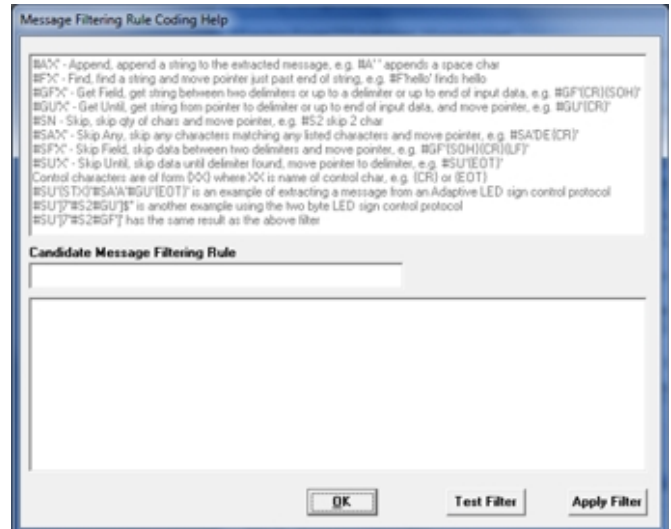 Message Filtering Rule Coding Help
#A'X' - Append, append a string to the extracted message, e.g. #A' ' appends a space char
#F'X' - Find, find a string and move pointer just past end of string, e.g. #F'hello' finds hello
#GF'X' - Get Field, get string between two delimiters or up to a delimiter or up to end of input data, e.g. #GF'(CR)(SOH)'
#GU'X' - Get Until, get string from pointer to delimiter or up to end of input data, and move pointer, e.g. #GU'(CR)'
#SN - Skip, skip qty of chars and move pointer, e.g. #S2 skip 2 char
#SA'X' - Skip Any, skip any characters matching any listed characters and move pointer, e.g. #SA'DE(CR)'
#SF'X' - Skip Field, skip data between two delimiters and move pointer, e.g. #GF'(SOH)(CR)(LF)'
#SU'X' - Skip Until, skip data until delimiter found, move pointer to delimiter, e.g. #SU'(EOT)'
Control characters are of form (XX) where XX is name of control char, e.g. (CR) or (EOT)
#SU'(STX)'#SA'A'#GU'(EOT)' is an example of extracting a message from an Adaptive LED sign control protocol
#SU']7'#S2#GU']$'' is another example using the two byte LED sign control protocol
#SU']7'#S2#GF']' has the same result as the above filter
Candidate Message Filtering Rule
OK
Test Filter
Apply Filter